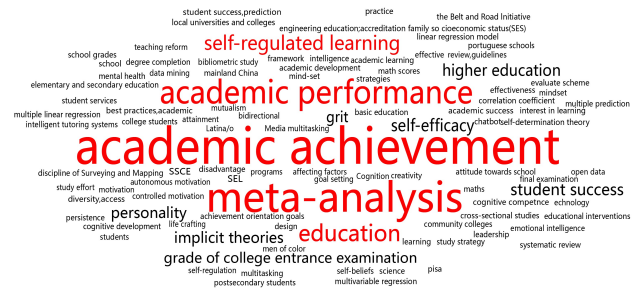 student success,prediction
practice
local universities and colleges
the Belt and Road Initiative
engineering education;accreditation
family so cioeconomic status(SES)
linear regression model
teaching reform
self-regulated learning
portuguese schools
school grades
school
degree completion
bibliometric study
framework
intelligence
academic learning
effective
review,guidelines
mental health
data mining
mainland China
academic development
mind-set
math scores
higher education
elementary and secondary education
academic performance
strategies
effectiveness
evaluate scheme
mindset
student services
correlation coefficient
multiple prediction
multiple linear regression
best practices,academic
mutualism
bidirectional
grit
basic education
academic success
interest in learning
intelligent tutoring systems
college students
attainment
Latina/o
Media multitasking
self-efficacy
chatbot
self-determination theory
academic achievement
discipline of Surveying and Mapping
SSCE
disadvantage
SEL
programs
affecting factors
goal setting
Cognition
creativity
attitude towards school
final examination
open data
study effort
motivation
autonomous motivation
controlled motivation
meta-analysis
maths
student success
diversity,access
cognitive competnce
echnology
persistence
personality
achievement orientation goals
cross-sectional studies
educational interventions
cognitive development
life crafting
design
education
community colleges
emotional intelligence
students
implicit theories
men of color
learning
study strategy
leadership
systematic review
grade of college entrance examination
self-regulation
multitasking
self-beliefs
science
pisa
postsecondary students
multivariable regression